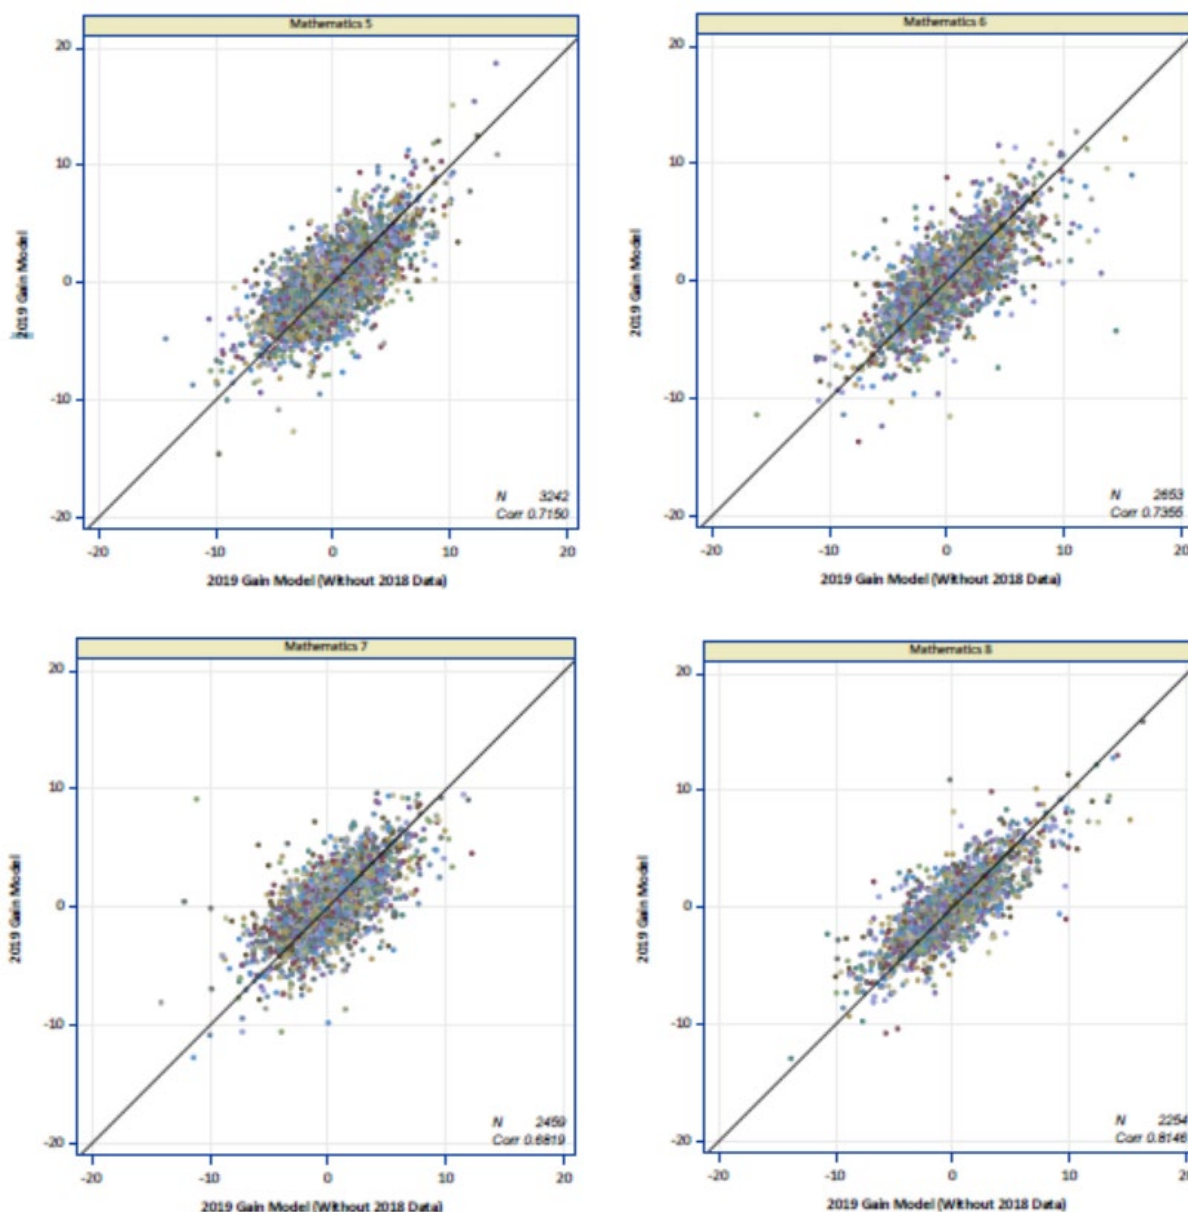 Mathematics 5
20
10
0
-10
-20
2019 Gain Model
N 3242
Corr 0.7150
-20 -10 0 10 20
2019 Gain Model (Without 2018 Data)
Mathematics 6
20
10
0
-10
-20
2019 Gain Model
N 2653
Corr 0.7355
-20 -10 0 10 20
2019 Gain Model (Without 2018 Data)
Mathematics 7
20
10
0
-10
-20
2019 Gain Model
N 2459
Corr 0.6819
-20 -10 0 10 20
2019 Gain Model (Without 2018 Data)
Mathematics 8
20
10
0
-10
-20
2019 Gain Model
N 2254
Corr 0.8146
-20 -10 0 10 20
2019 Gain Model (Without 2018 Data)